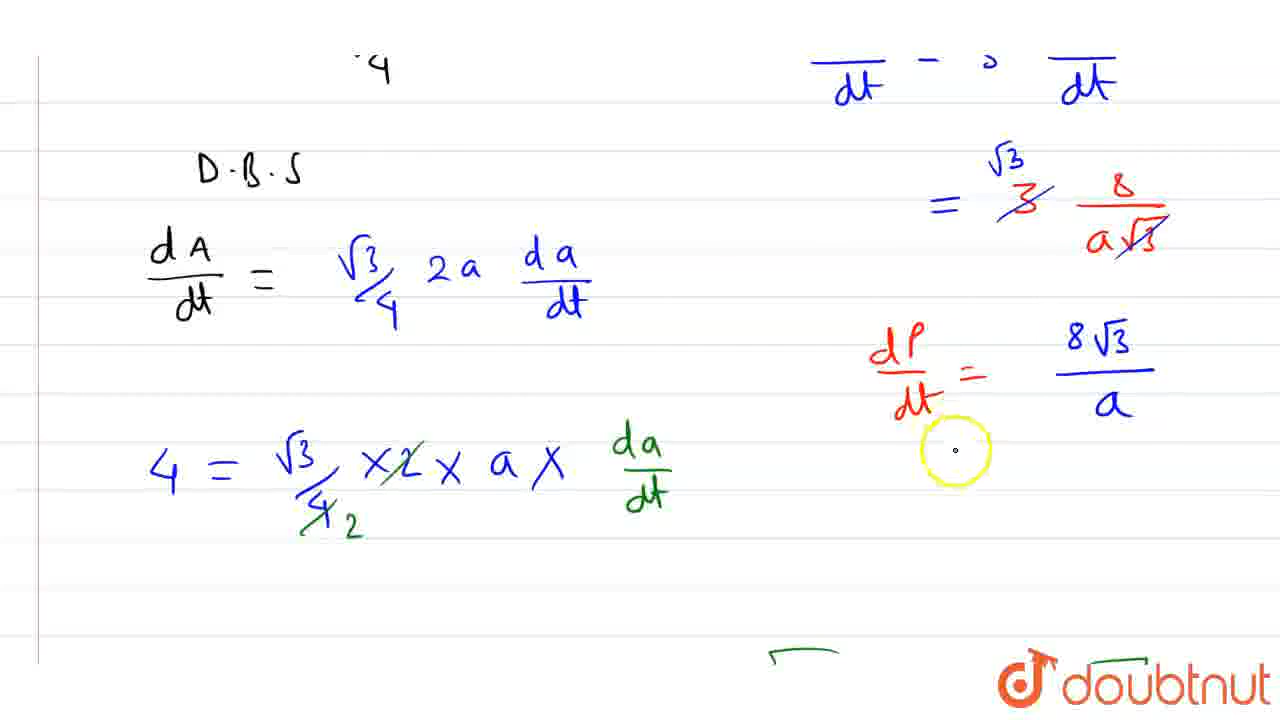 4
D.B.S
dA/dt = √3/4 2a da/dt
4 = √3/4 2 × 2 × a × da/dt
dt - dt
= √3 3 8/a√3
dP/dt = 8√3/a
doubtnut